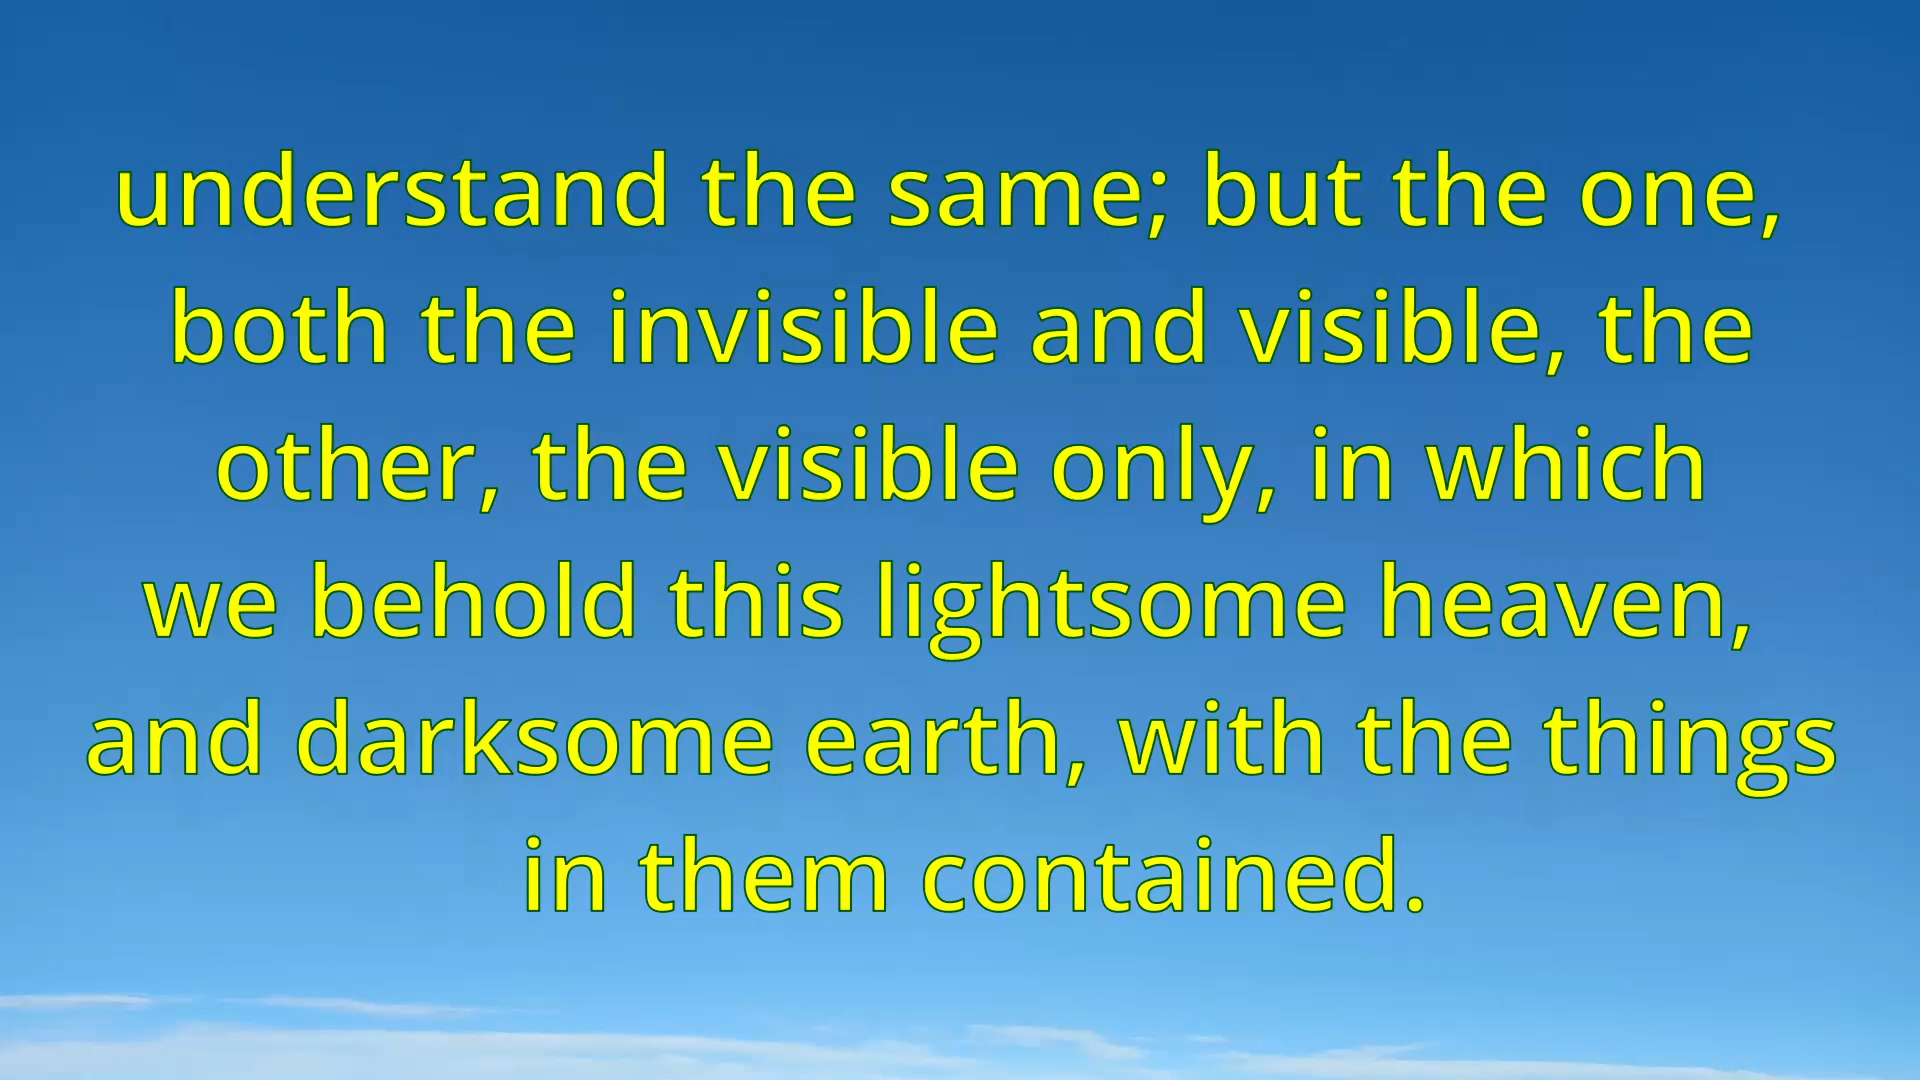 understand the same; but the one,
both the invisible and visible, the
other, the visible only, in which
we behold this lightsome heaven,
and darksome earth, with the things
in them contained.